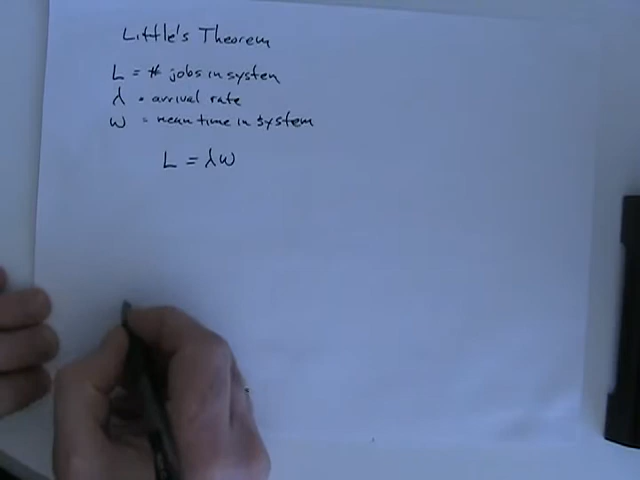 Little's Theorem
L = # jobs in system
λ = arrival rate
w = mean time in system
L = λw